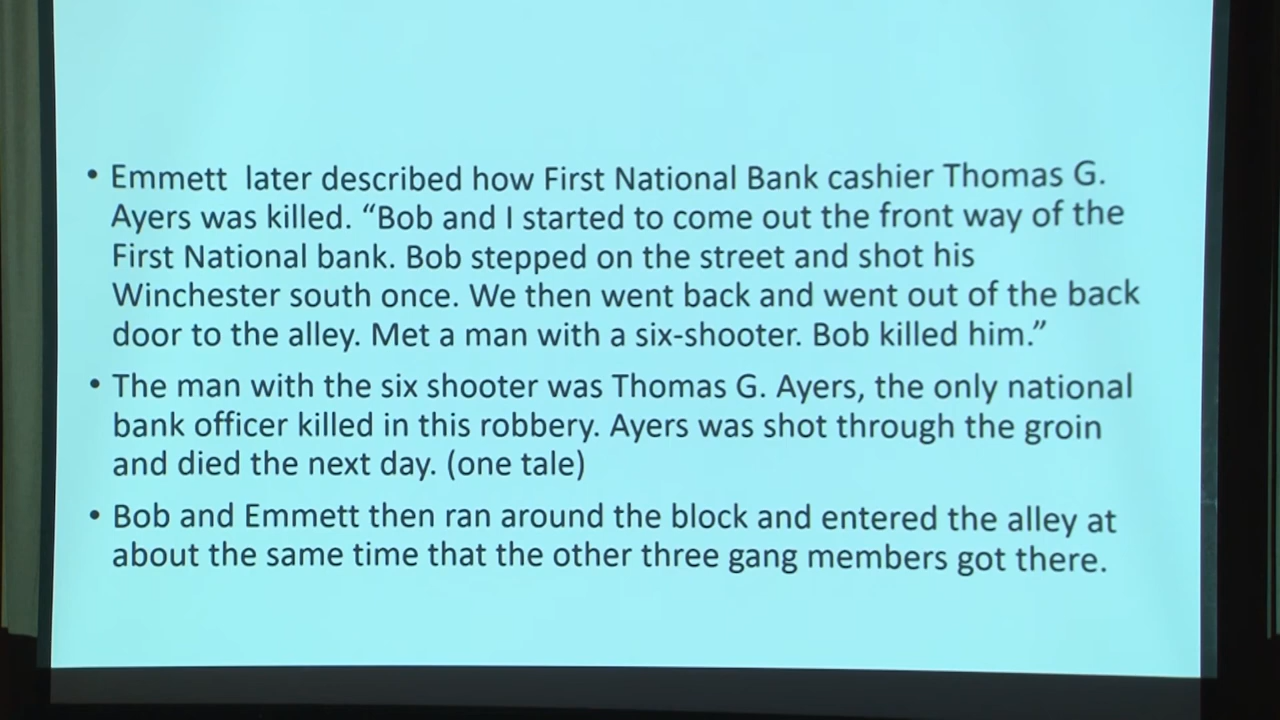 • Emmett  later described how First National Bank cashier Thomas G.
Ayers was killed. “Bob and I started to come out the front way of the
First National bank. Bob stepped on the street and shot his
Winchester south once. We then went back and went out of the back
door to the alley. Met a man with a six-shooter. Bob killed him.”
• The man with the six shooter was Thomas G. Ayers, the only national
bank officer killed in this robbery. Ayers was shot through the groin
and died the next day. (one tale)
• Bob and Emmett then ran around the block and entered the alley at
about the same time that the other three gang members got there.